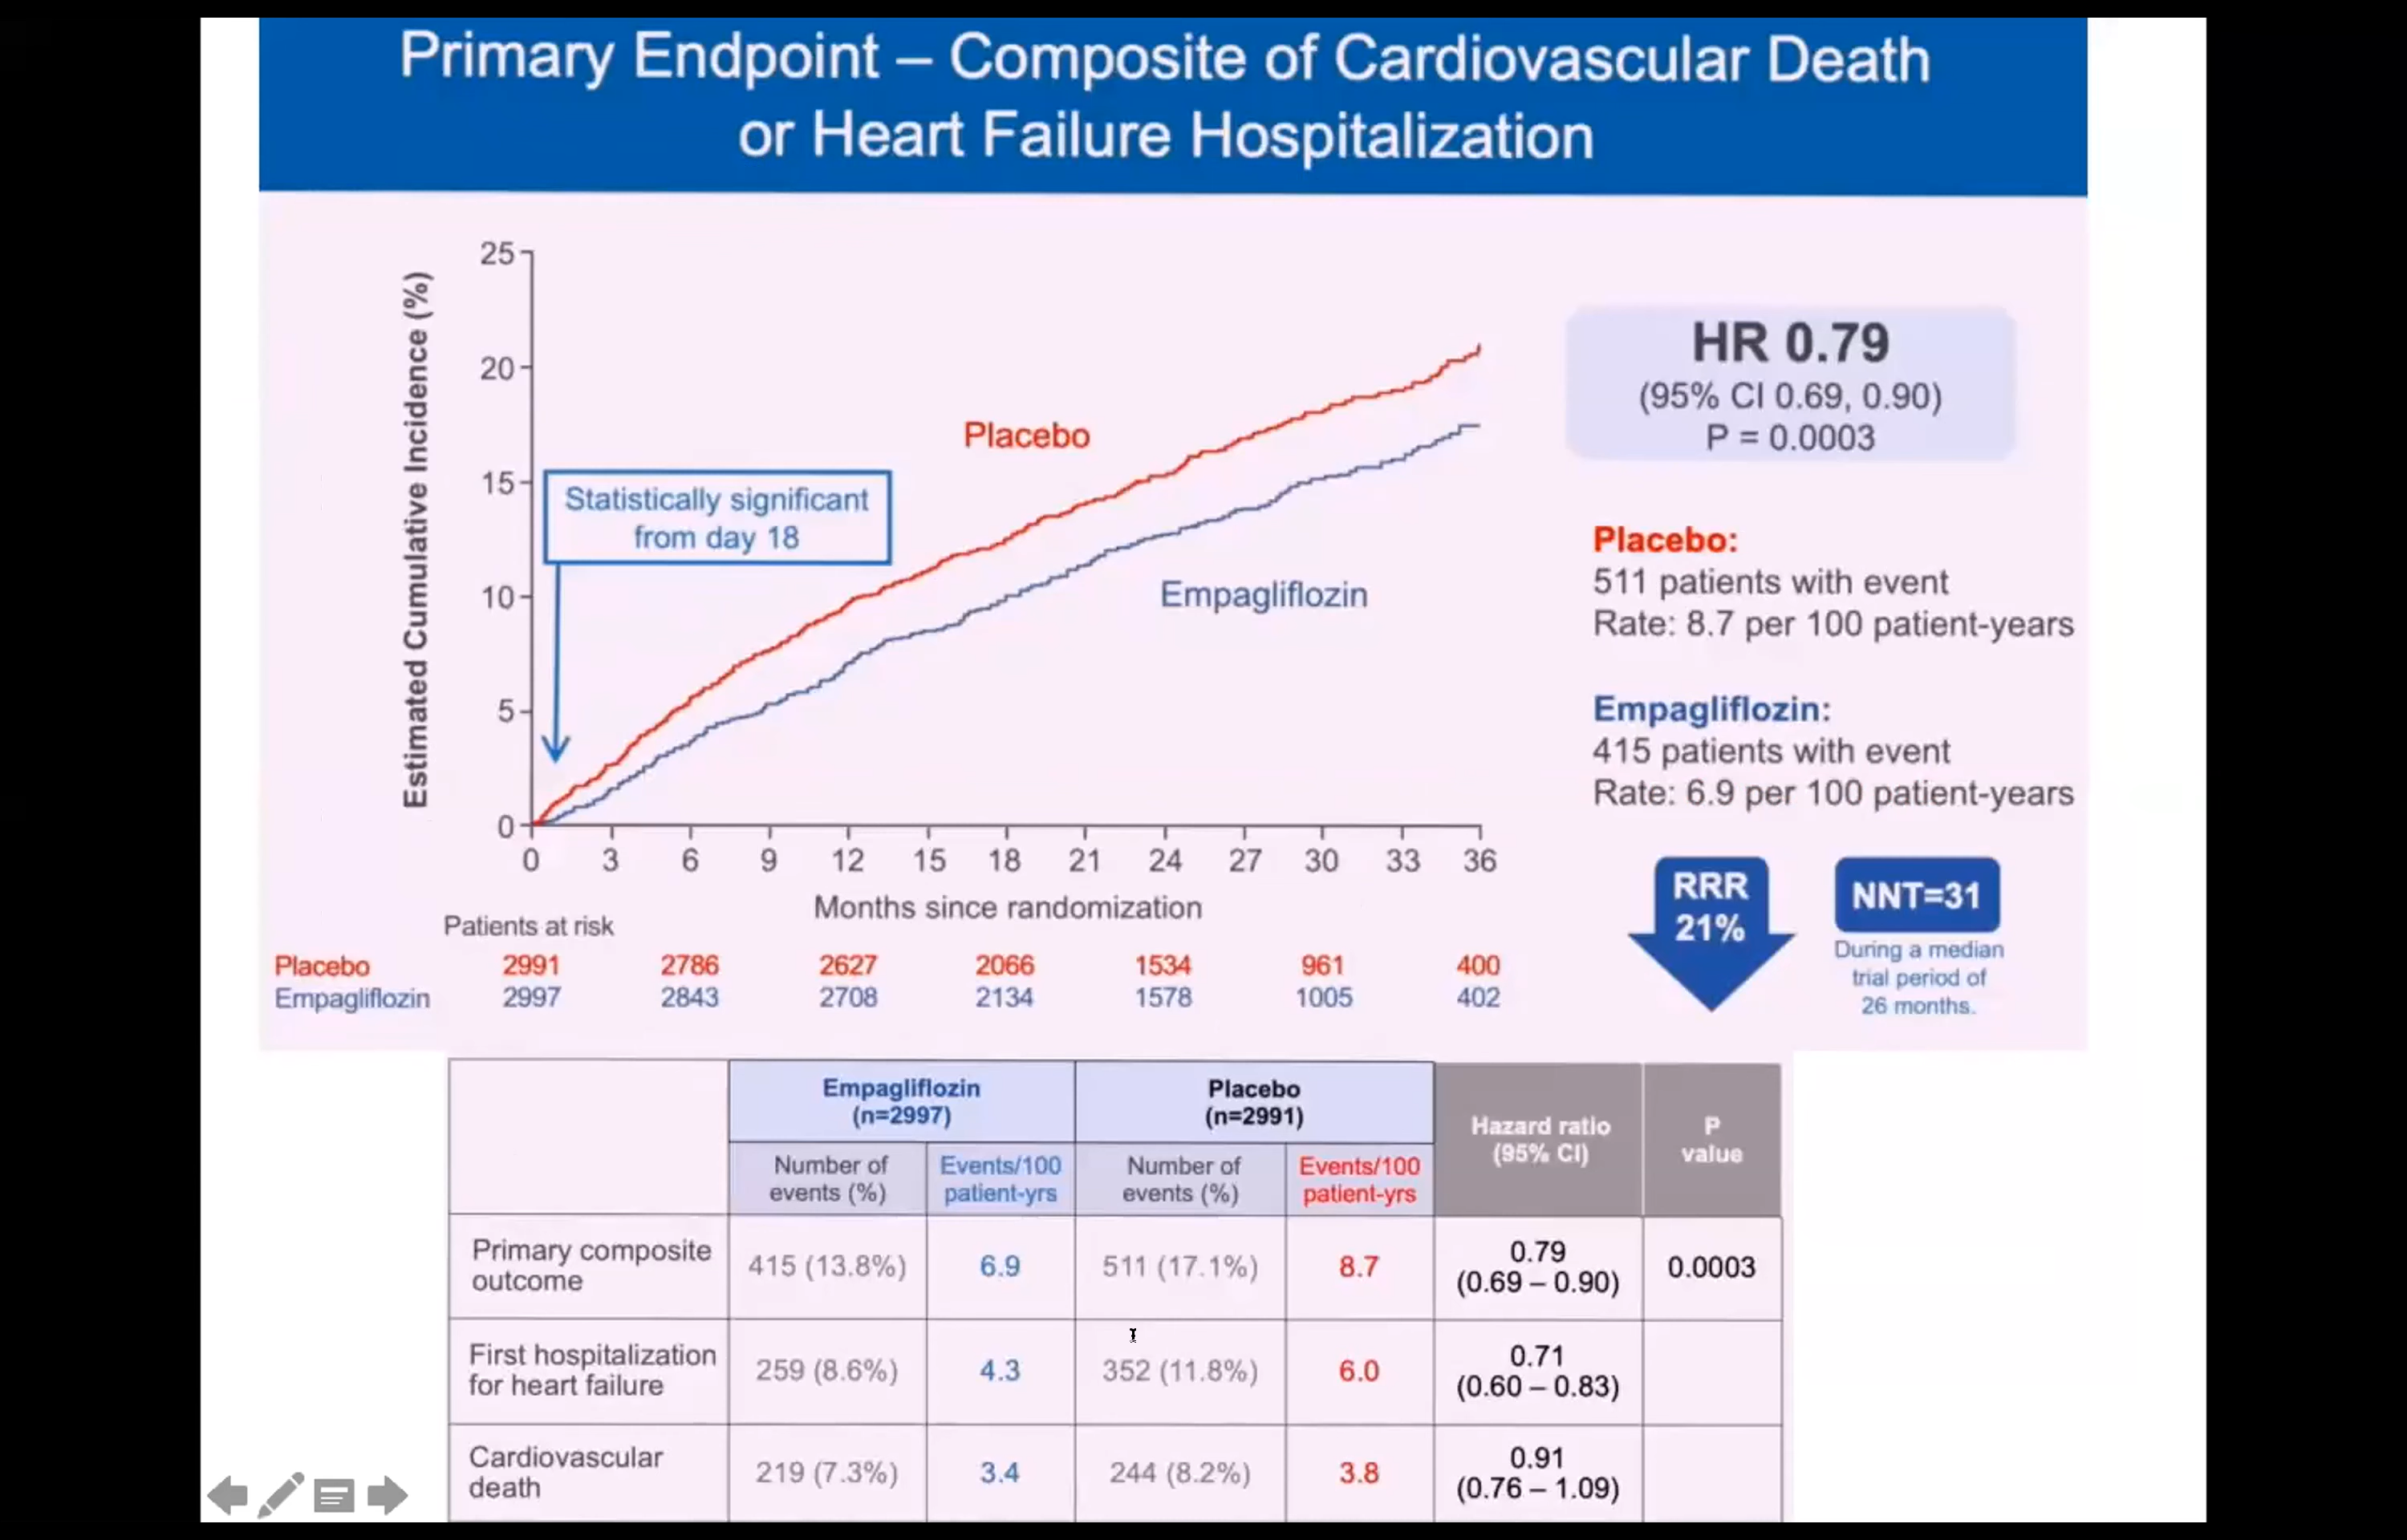 Primary Endpoint – Composite of Cardiovascular Death
or Heart Failure Hospitalization
Estimated Cumulative Incidence (%)
25
20
15
10
5
0
Statistically significant
from day 18
Placebo
Empagliflozin
0 3 6 9 12 15 18 21 24 27 30 33 36
Months since randomization
Patients at risk
Placebo 2991 2786 2627 2066 1534 961 400
Empagliflozin 2997 2843 2708 2134 1578 1005 402
HR 0.79
(95% CI 0.69, 0.90)
P = 0.0003
Placebo:
511 patients with event
Rate: 8.7 per 100 patient-years
Empagliflozin:
415 patients with event
Rate: 6.9 per 100 patient-years
RRR
21%
NNT=31
During a median
trial period of
26 months.
Empagliflozin
(n=2997)
Placebo
(n=2991)
Hazard ratio
(95% CI)
P
value
Number of
events (%)
Events/100
patient-yrs
Number of
events (%)
Events/100
patient-yrs
Primary composite
outcome
415 (13.8%)
6.9
511 (17.1%)
8.7
0.79
(0.69 – 0.90)
0.0003
First hospitalization
for heart failure
259 (8.6%)
4.3
352 (11.8%)
6.0
0.71
(0.60 – 0.83)
Cardiovascular
death
219 (7.3%)
3.4
244 (8.2%)
3.8
0.91
(0.76 – 1.09)